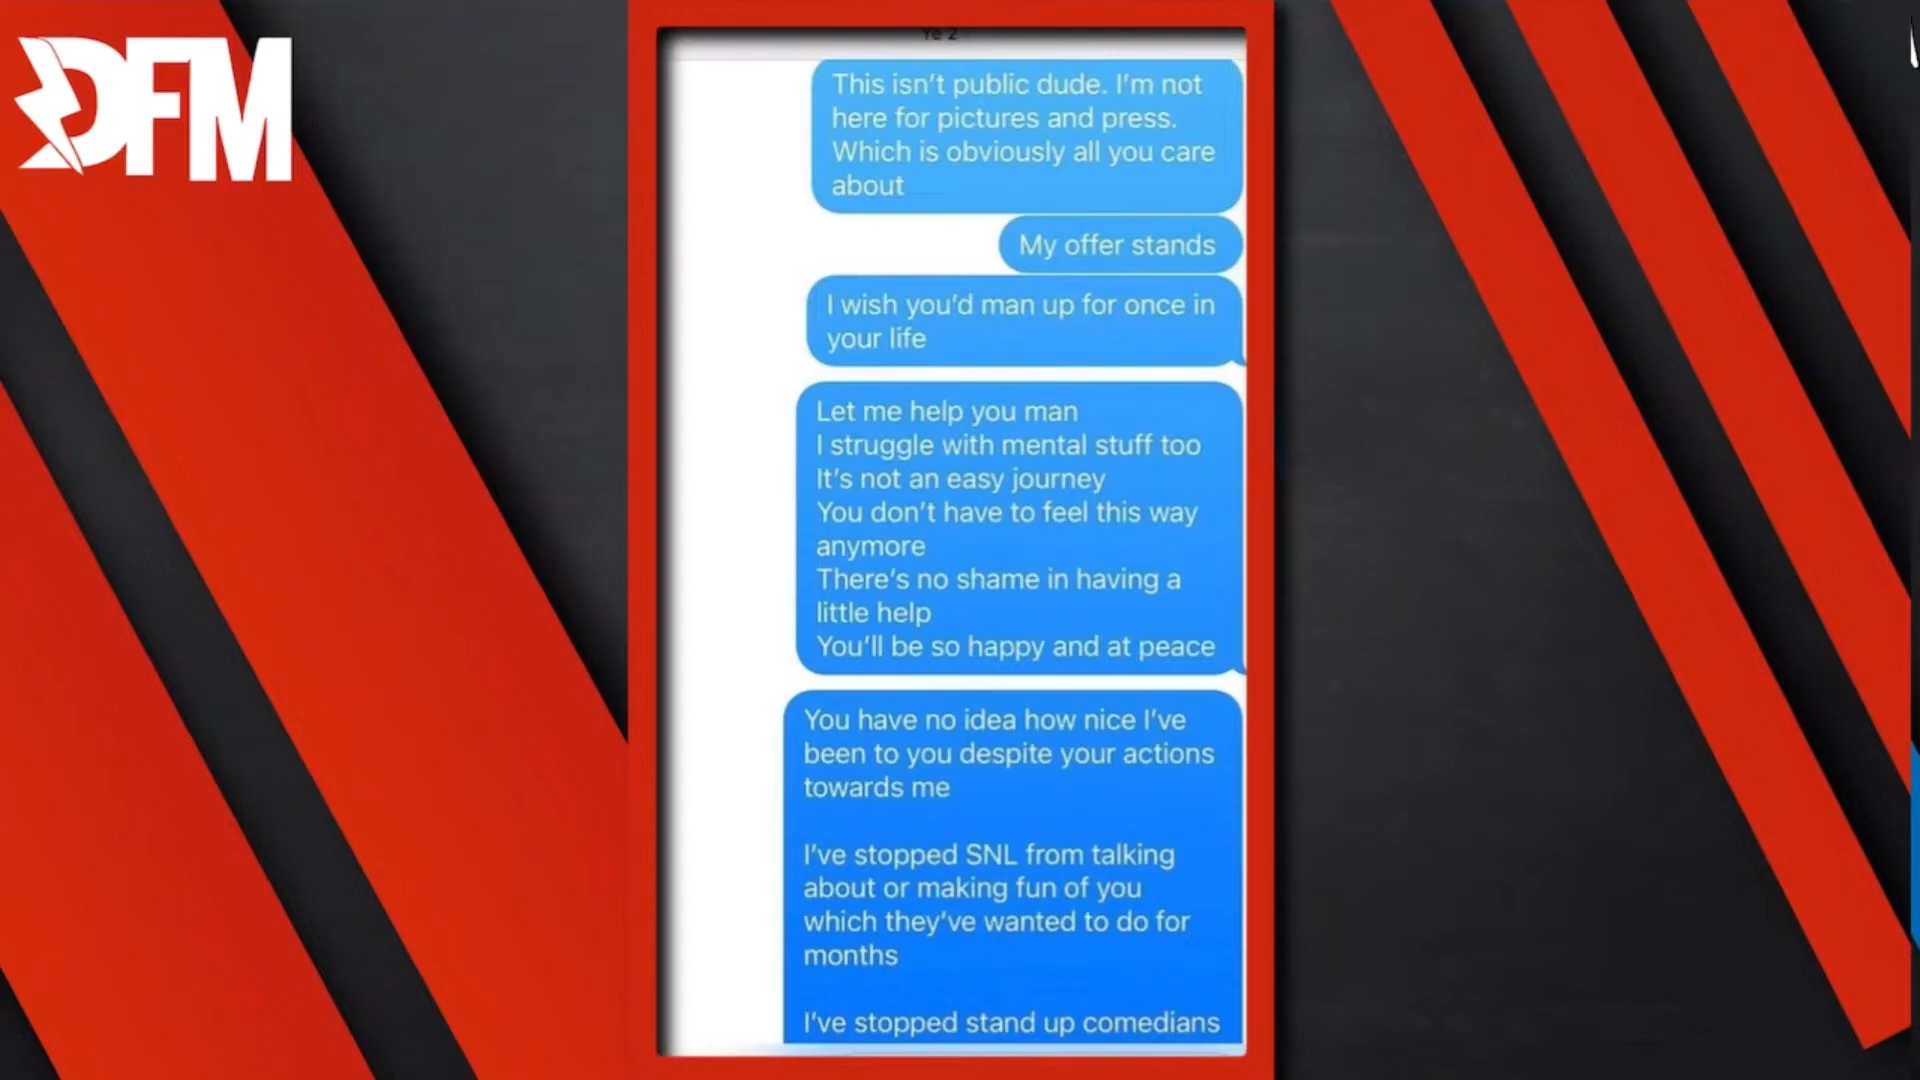 DFM
Ye 2
This isn’t public dude. I’m not
here for pictures and press.
Which is obviously all you care
about
My offer stands
I wish you’d man up for once in
your life
Let me help you man
I struggle with mental stuff too
It’s not an easy journey
You don’t have to feel this way
anymore
There’s no shame in having a
little help
You’ll be so happy and at peace
You have no idea how nice I’ve
been to you despite your actions
towards me
I’ve stopped SNL from talking
about or making fun of you
which they’ve wanted to do for
months
I’ve stopped stand up comedians